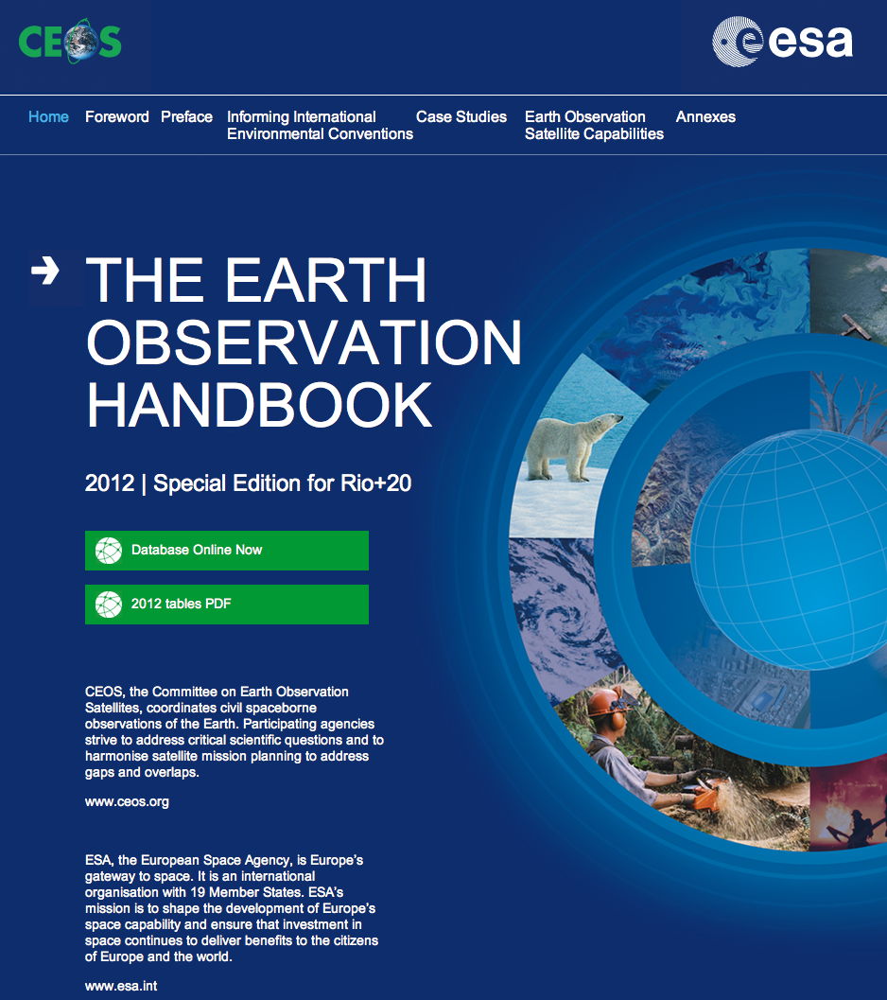 CEOS
esa
Home
Foreword
Preface
Informing International
Environmental Conventions
Case Studies
Earth Observation
Satellite Capabilities
Annexes
THE EARTH
OBSERVATION
HANDBOOK
2012 | Special Edition for Rio+20
Database Online Now
2012 tables PDF
CEOS, the Committee on Earth Observation
Satellites, coordinates civil spaceborne
observations of the Earth. Participating agencies
strive to address critical scientific questions and to
harmonise satellite mission planning to address
gaps and overlaps.
www.ceos.org
ESA, the European Space Agency, is Europe’s
gateway to space. It is an international
organisation with 19 Member States. ESA’s
mission is to shape the development of Europe’s
space capability and ensure that investment in
space continues to deliver benefits to the citizens
of Europe and the world.
www.esa.int